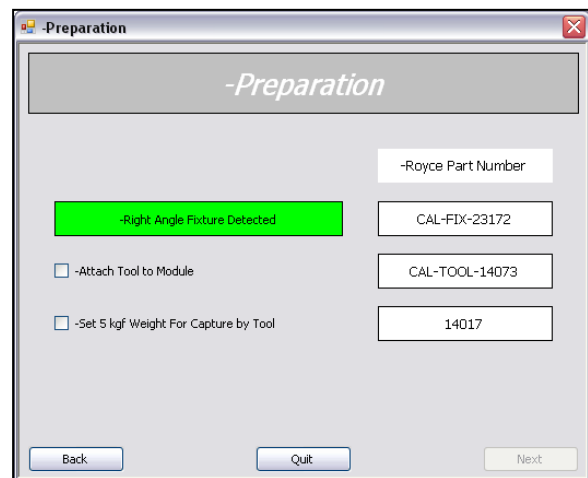 -Preparation
-Preparation
-Royce Part Number
-Right Angle Fixture Detected
CAL-FIX-23172
-Attach Tool to Module
CAL-TOOL-14073
-Set 5 kgf Weight For Capture by Tool
14017
Back
Quit
Next